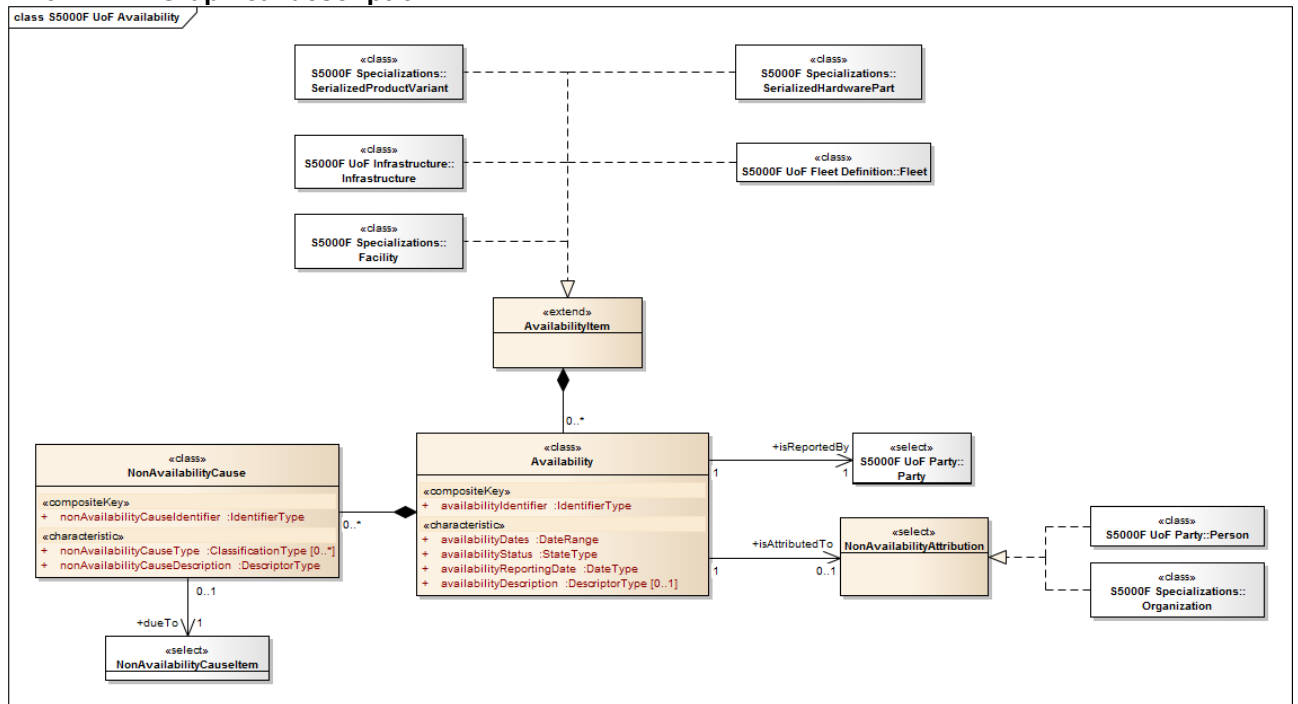 class S5000F UoF Availability
«class»
S5000F Specializations::
SerializedProductVariant
«class»
S5000F Specializations::
SerializedHardwarePart
«class»
S5000F UoF Infrastructure::
Infrastructure
«class»
S5000F UoF Fleet Definition::Fleet
«class»
S5000F Specializations::
Facility
«extend»
AvailabilityItem
0..*
«class»
NonAvailabilityCause
«compositeKey»
+ nonAvailabilityCauseIdentifier :IdentifierType
«characteristic»
+ nonAvailabilityCauseType :ClassificationType [0..*]
+ nonAvailabilityCauseDescription :DescriptorType
0..*
«class»
Availability
«compositeKey»
+ availabilityIdentifier :IdentifierType
«characteristic»
+ availabilityDates :DateRange
+ availabilityStatus :StateType
+ availabilityReportingDate :DateType
+ availabilityDescription :DescriptorType [0..1]
+isReportedBy
1
1
«select»
S5000F UoF Party::
Party
+isAttributedTo
1
0..1
«select»
NonAvailabilityAttribution
«class»
S5000F UoF Party::Person
«class»
S5000F Specializations::
Organization
0..1
+dueTo
1
«select»
NonAvailabilityCauseItem